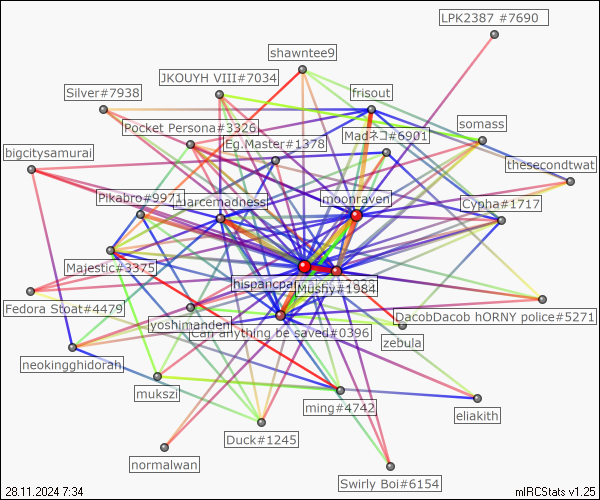 LPK2387 #7690
shawntee9
JKOUYH VIII#7034
Silver#7938
frisout
Pocket Persona#3326
Madネコ#6901
somass
Eg.Master#1378
bigcitysamurai
thesecondtwat
Pikabro#9971
marcemadness
moonraven
Cypha#1717
Majestic#3375
hispancpa
Mushy#1984
Fedora Stoat#4479
yoshimanden
DacobDacob hORNY police#5271
Can anything be saved#0396
zebula
neokingghidorah
mukszi
ming#4742
eliakith
Duck#1245
normalwan
Swirly Boi#6154
28.11.2024 7:34
mIRCStats v1.25